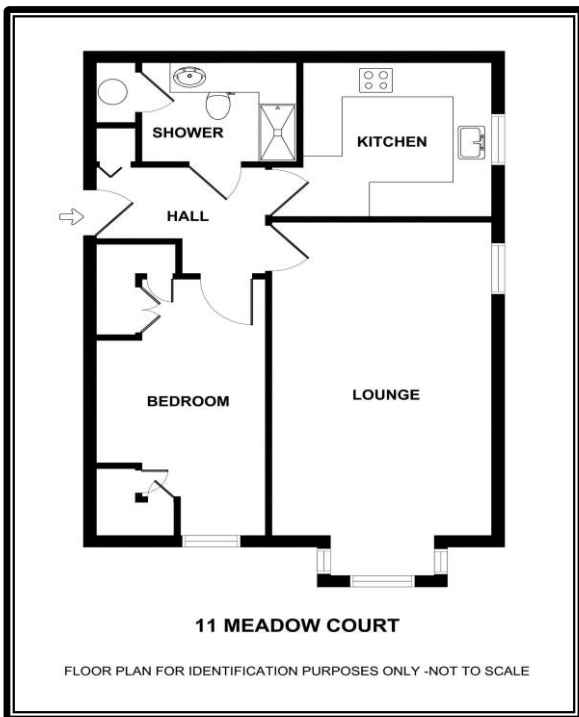 SHOWER
KITCHEN
HALL
BEDROOM
LOUNGE
11 MEADOW COURT
FLOOR PLAN FOR IDENTIFICATION PURPOSES ONLY -NOT TO SCALE